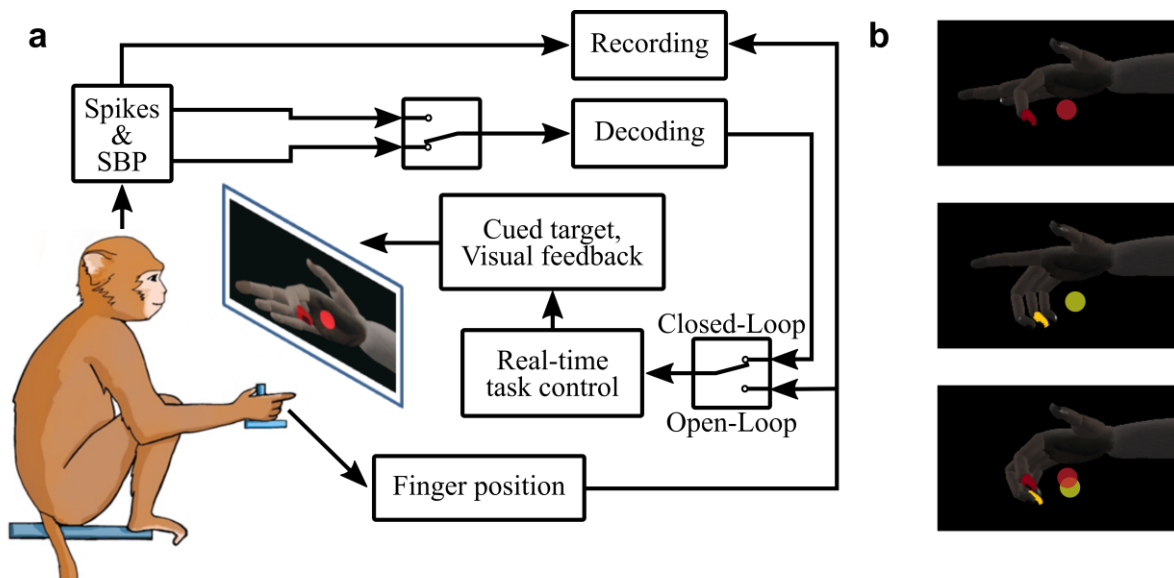 a
b
Recording
Spikes
&
SBP
Decoding
Cued target,
Visual feedback
Closed-Loop
Real-time
task control
Open-Loop
Finger position